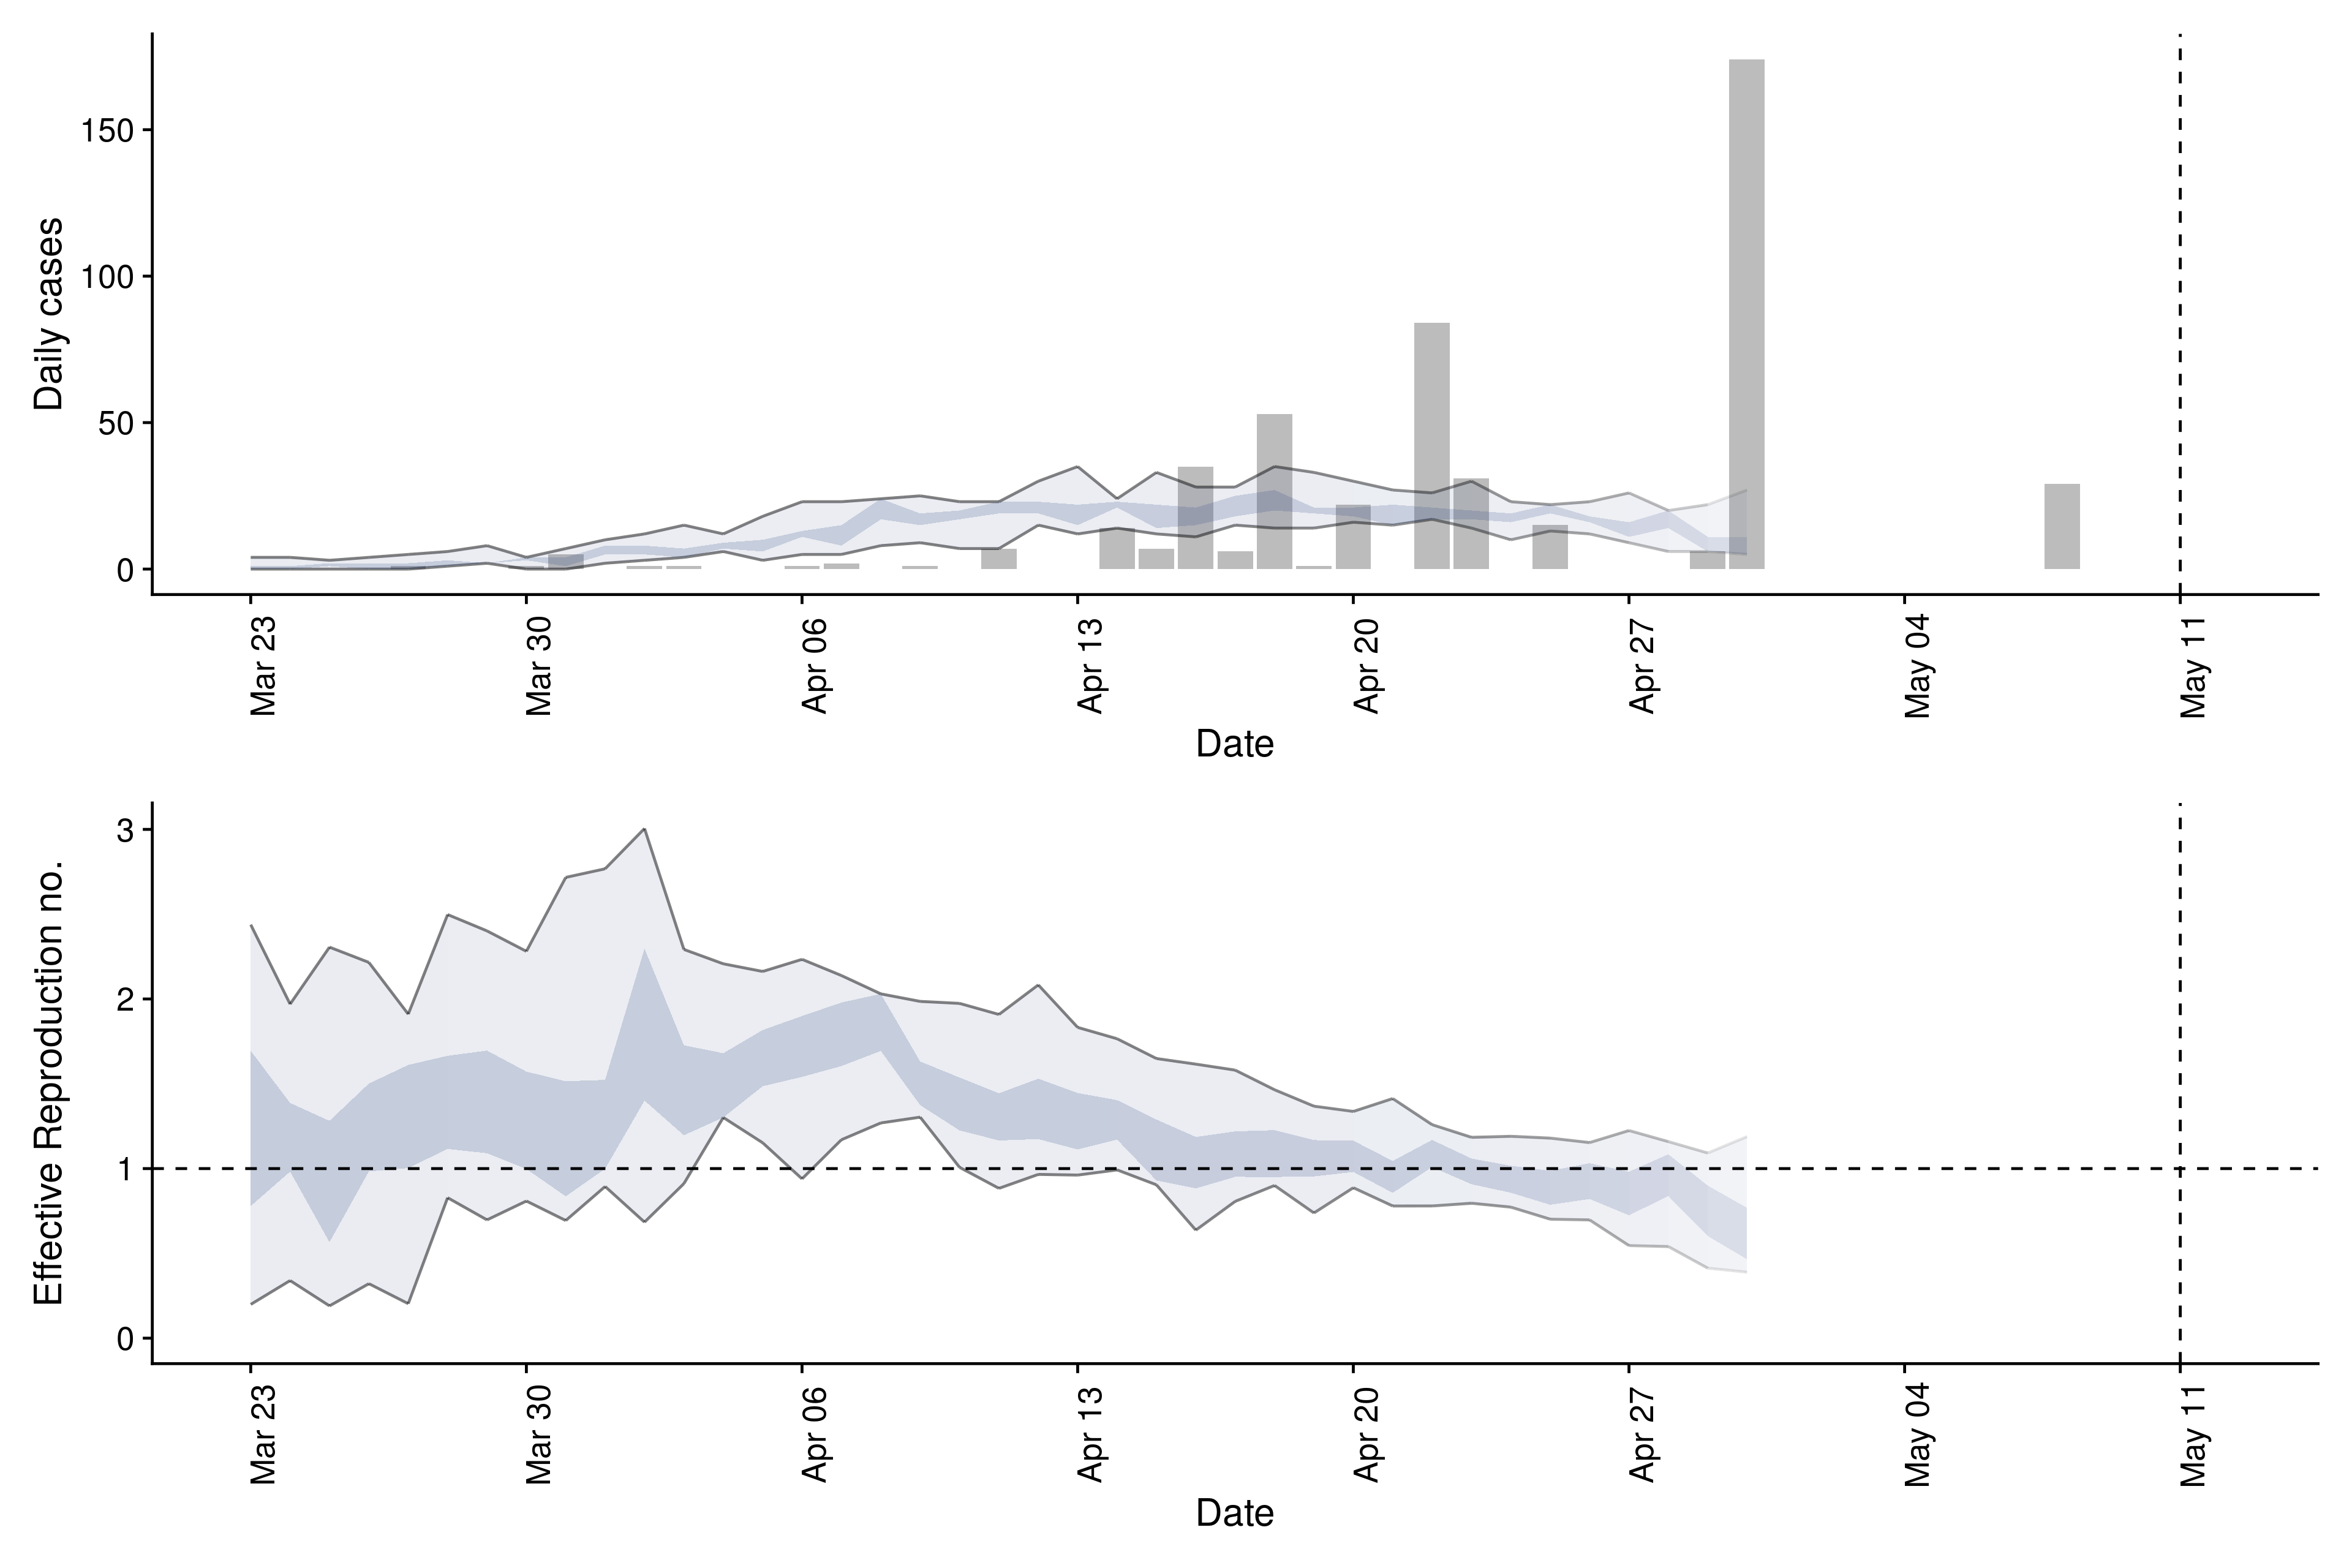 Daily cases
150
100
50
0
Mar 23
Mar 30
Apr 06
Apr 13
Apr 20
Apr 27
May 04
May 11
Date
Effective Reproduction no.
3
2
1
0
Mar 23
Mar 30
Apr 06
Apr 13
Apr 20
Apr 27
May 04
May 11
Date